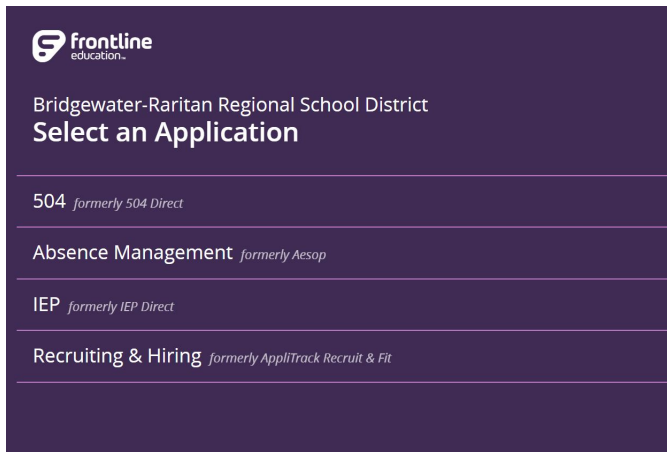 frontline
education™
Bridgewater-Raritan Regional School District
Select an Application
504 formerly 504 Direct
Absence Management formerly Aesop
IEP formerly IEP Direct
Recruiting & Hiring formerly AppliTrack Recruit & Fit